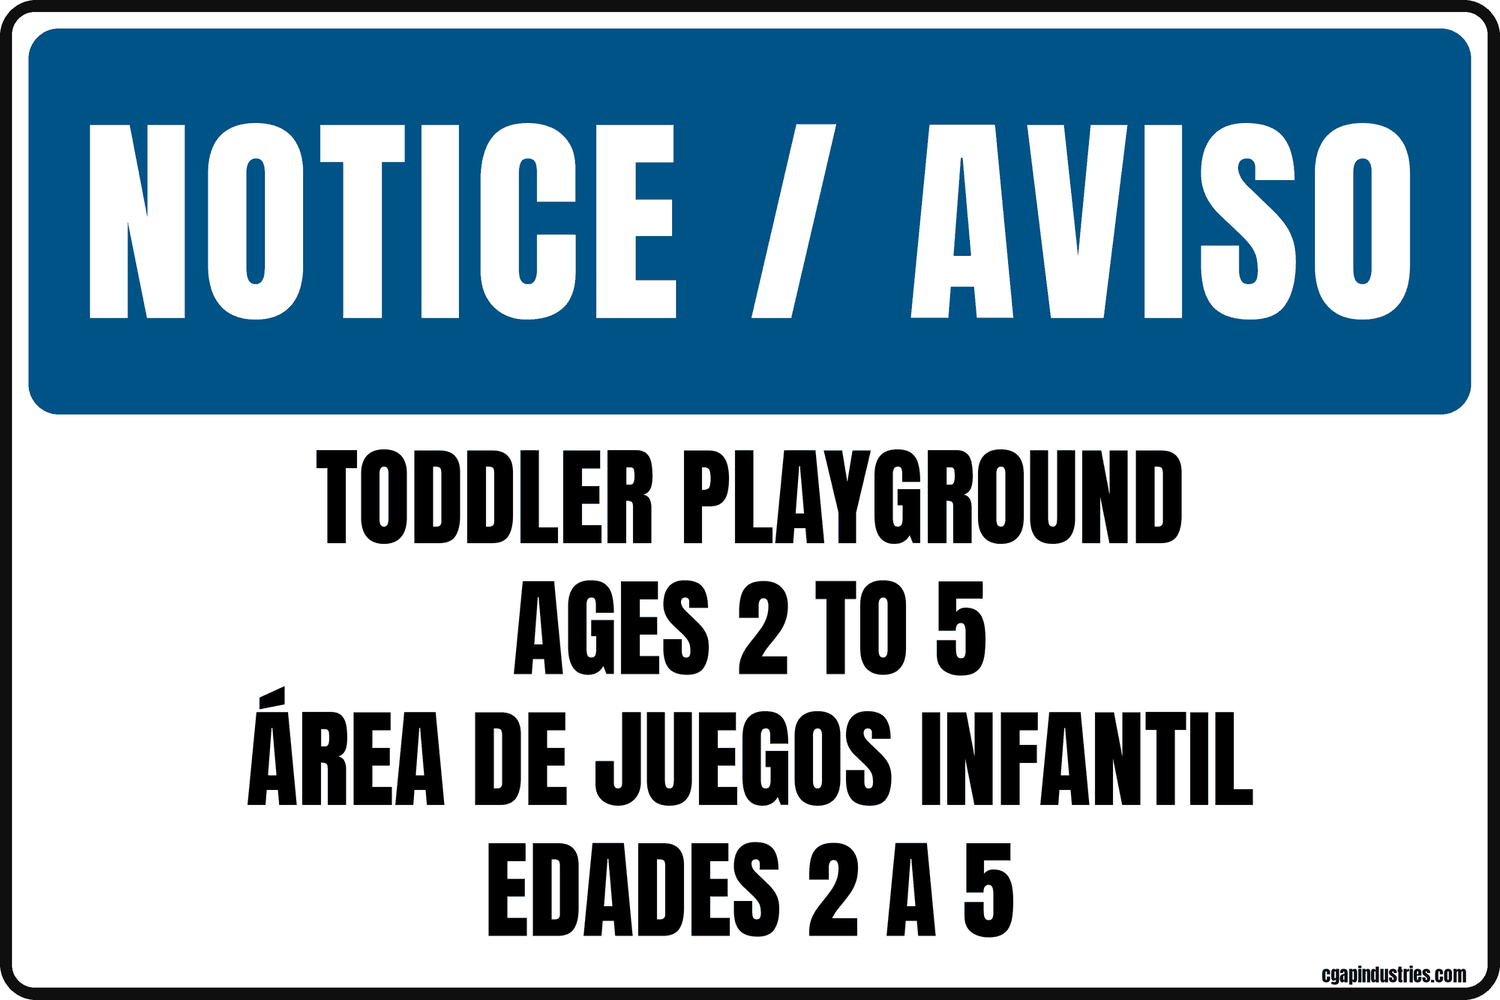 NOTICE / AVISO
TODDLER PLAYGROUND
AGES 2 TO 5
ÁREA DE JUEGOS INFANTIL
EDADES 2 A 5
cgapindustries.com